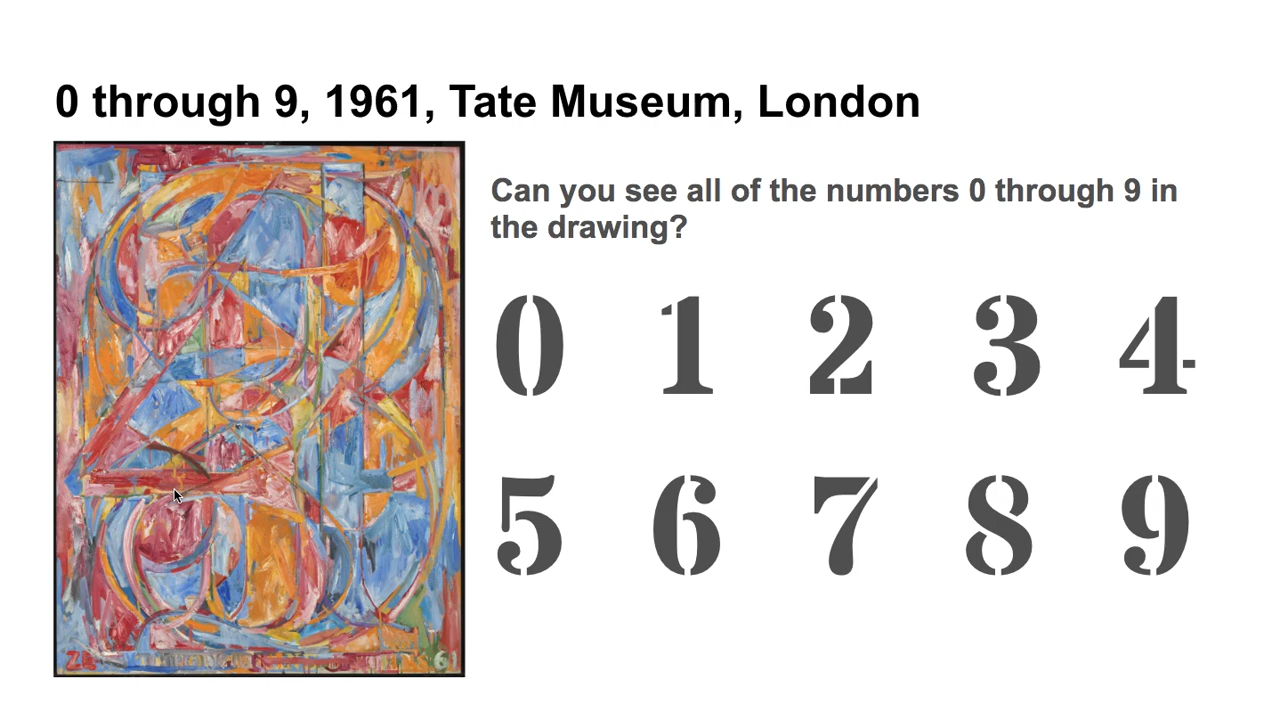 0 through 9, 1961, Tate Museum, London
Can you see all of the numbers 0 through 9 in
the drawing?
0 1 2 3 4
5 6 7 8 9